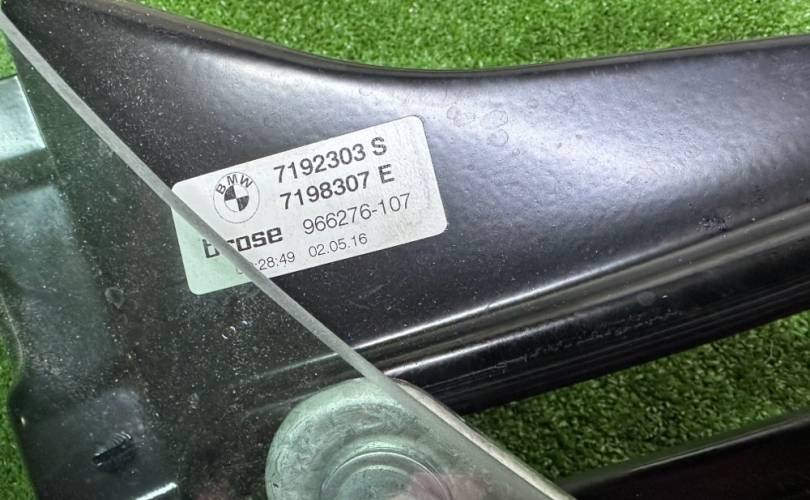 BMW
7192303 S
7198307 E
brose 966276-107
:28:49 02.05.16